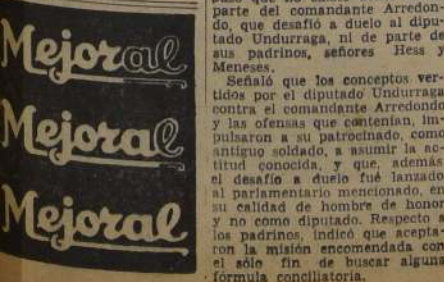 Mejoral
Mejoral
Mejoral
parte del comandante Arredon-
do, que desafió a duelo al dipu-
tado Undurraga, ni de parte de
sus padrinos, señores Hess y
Meneses.
Señaló que los conceptos ver-
tidos por el diputado Undurraga
contra el comandante Arredondo
y las ofensas que contenían, im-
pulsaron a su patrocinado, como
antiguo soldado, a asumir la ac-
titud conocida, y que, además
el desafío a duelo fué lanzado
al parlamentario mencionado, en
su calidad de hombre de honor
y no como diputado. Respecto a
los padrinos, indicó que acepta-
ron la misión encomendada con
el sólo fin de buscar alguna
fórmula conciliatoria.